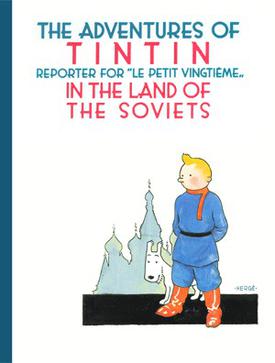 THE ADVENTURES OF
TINTIN
REPORTER FOR "LE PETIT VINGTIÈME„
IN THE LAND OF
THE SOVIETS
-HERGÉ-